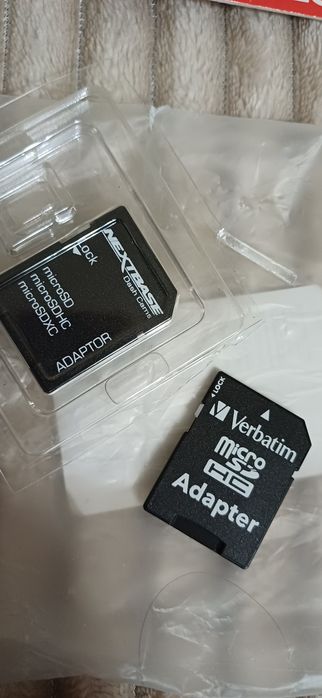 Lock
NEXTBASE
Dash Cams
microSD
microSDHC
microSDXC
ADAPTOR
LOCK
Verbatim
micro
SD
HC
Adapter